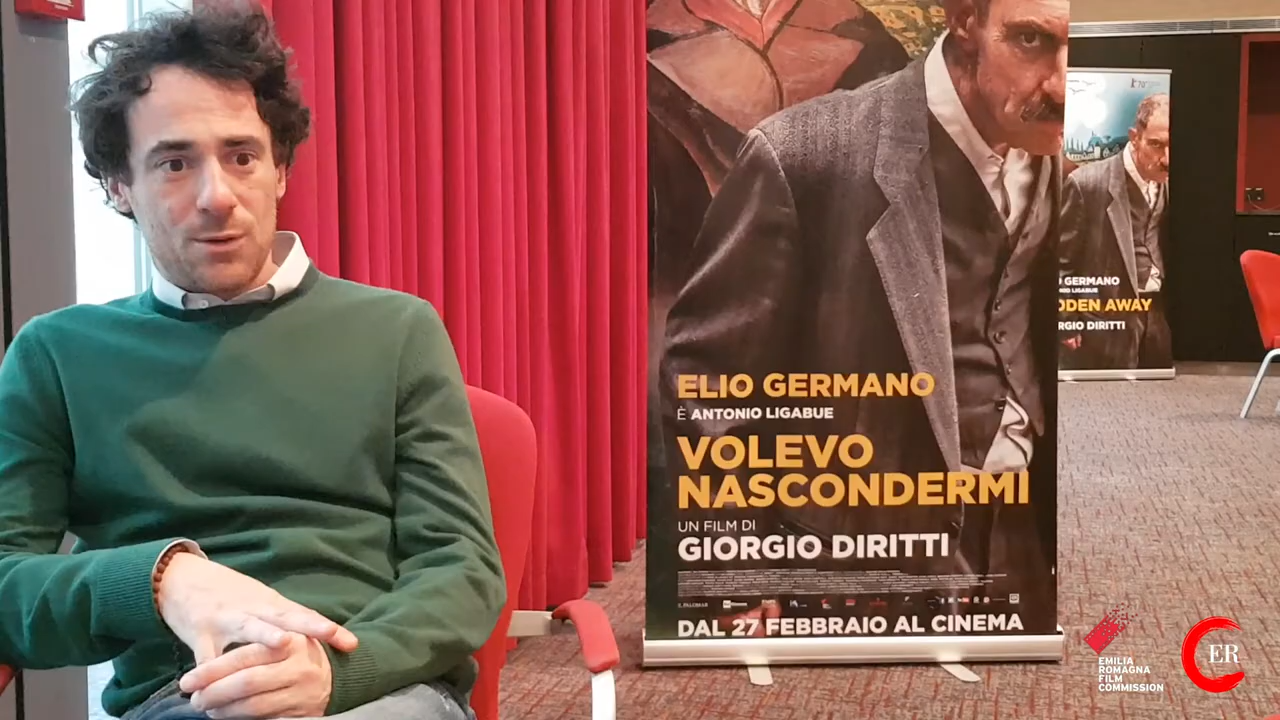 ELIO GERMANO
È ANTONIO LIGABUE
VOLEVO
NASCONDERMI
UN FILM DI
GIORGIO DIRITTI
DAL 27 FEBBRAIO AL CINEMA
GERMANO
LIGABUE
DDEN AWAY
RGIO DIRITTI
EMILIA
ROMAGNA
FILM
COMMISSION
ER